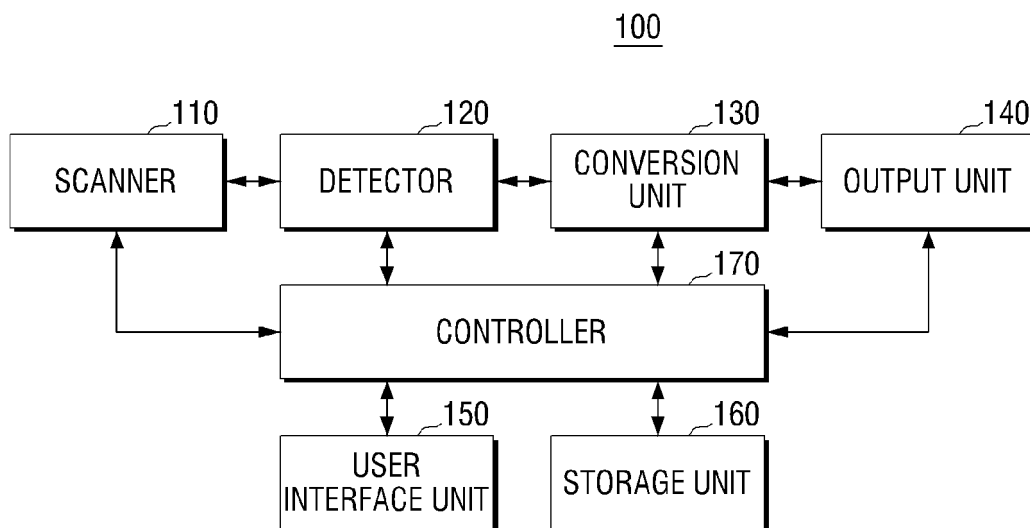 100
110
120
130
140
SCANNER
DETECTOR
CONVERSION
UNIT
OUTPUT UNIT
170
CONTROLLER
150
160
USER
INTERFACE UNIT
STORAGE UNIT